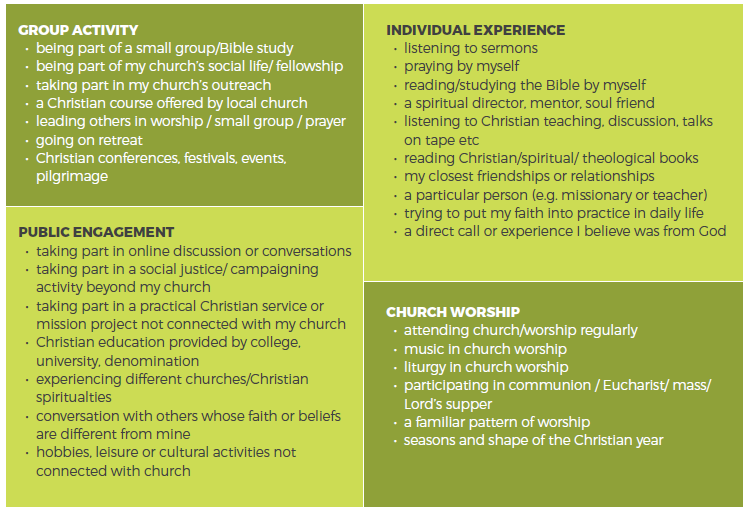 GROUP ACTIVITY
• being part of a small group/Bible study
• being part of my church's social life/ fellowship
• taking part in my church's outreach
• a Christian course offered by local church
• leading others in worship / small group / prayer
• going on retreat
• Christian conferences, festivals, events,
pilgrimage
PUBLIC ENGAGEMENT
• taking part in online discussion or conversations
• taking part in a social justice/ campaigning
activity beyond my church
• taking part in a practical Christian service or
mission project not connected with my church
• Christian education provided by college,
university, denomination
• experiencing different churches/Christian
spiritualties
• conversation with others whose faith or beliefs
are different from mine
• hobbies, leisure or cultural activities not
connected with church
INDIVIDUAL EXPERIENCE
• listening to sermons
• praying by myself
• reading/studying the Bible by myself
• a spiritual director, mentor, soul friend
• listening to Christian teaching, discussion, talks
on tape etc
• reading Christian/spiritual/ theological books
• my closest friendships or relationships
• a particular person (e.g. missionary or teacher)
• trying to put my faith into practice in daily life
• a direct call or experience I believe was from God
CHURCH WORSHIP
• attending church/worship regularly
• music in church worship
• liturgy in church worship
• participating in communion / Eucharist/ mass/
Lord's supper
• a familiar pattern of worship
• seasons and shape of the Christian year